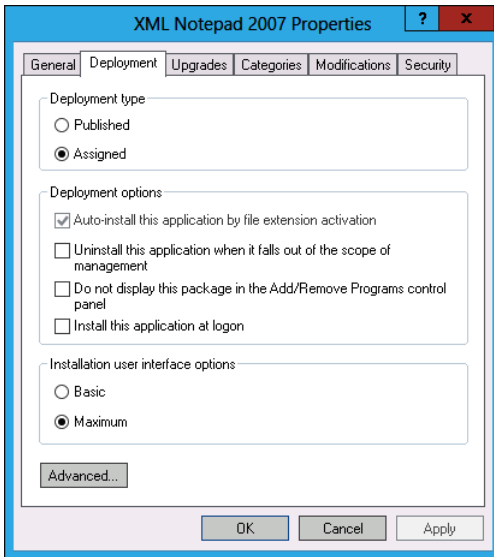 XML Notepad 2007 Properties
?
x
General
Deployment
Upgrades
Categories
Modifications
Security
Deployment type
Published
Assigned
Deployment options
Auto-install this application by file extension activation
Uninstall this application when it falls out of the scope of
management
Do not display this package in the Add/Remove Programs control
panel
Install this application at logon
Installation user interface options
Basic
Maximum
Advanced...
OK
Cancel
Apply